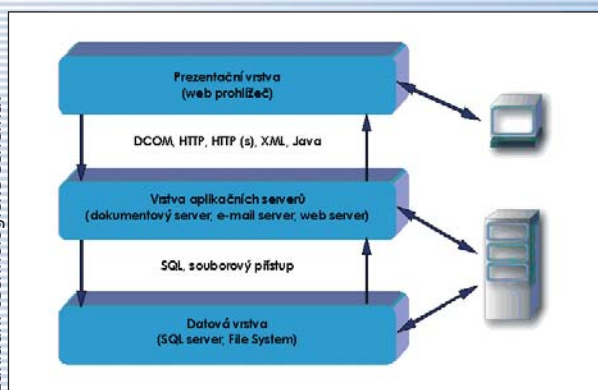 Prezentační vrstva
(web prohlížeč)
DCOM, HTTP, HTTP (s), XML, Java
Vrstva aplikačních serverů
(dokumentový server, e-mail server, web server)
SQL, souborový přístup
Datová vrstva
(SQL server, File System)